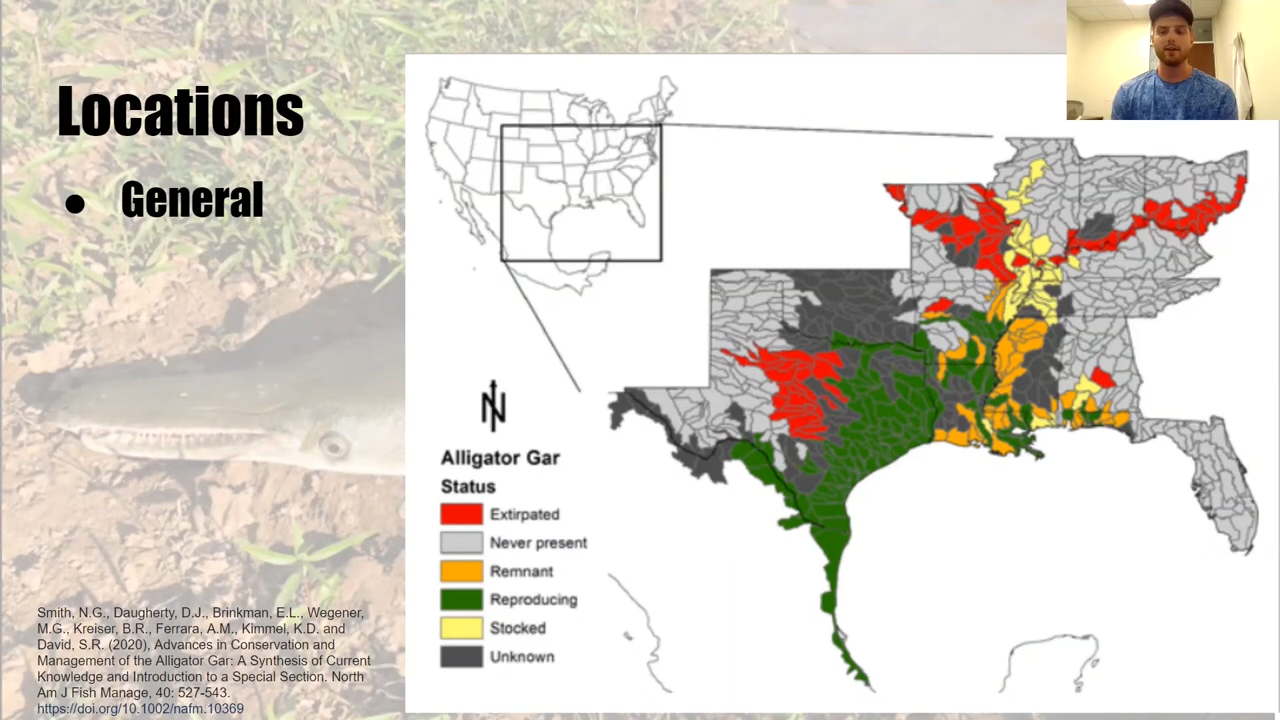 Locations
● General
N
Alligator Gar
Status
Extirpated
Never present
Remnant
Reproducing
Stocked
Unknown
Smith, N.G., Daugherty, D.J., Brinkman, E.L., Wegener,
M.G., Kreiser, B.R., Ferrara, A.M., Kimmel, K.D. and
David, S.R. (2020), Advances in Conservation and
Management of the Alligator Gar: A Synthesis of Current
Knowledge and Introduction to a Special Section. North
Am J Fish Manage, 40: 527-543.
https://doi.org/10.1002/nafm.10369